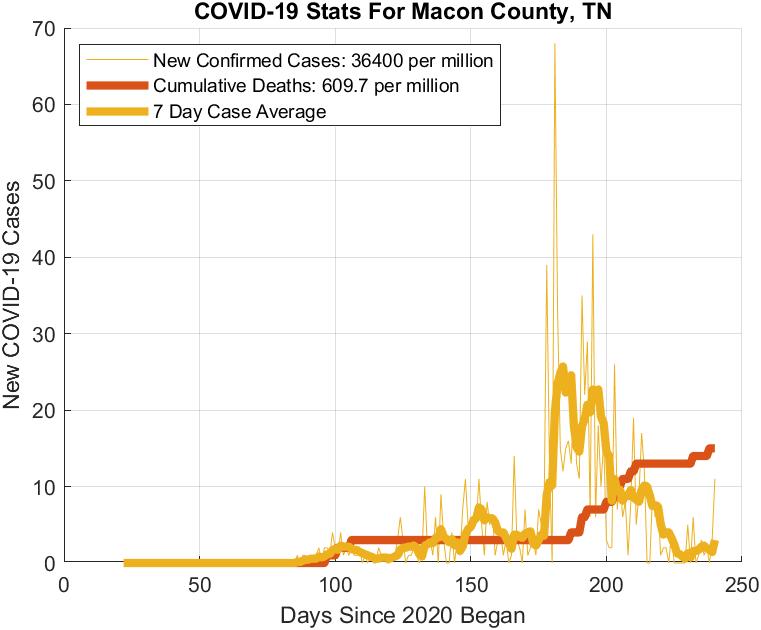 COVID-19 Stats For Macon County, TN
New Confirmed Cases: 36400 per million
Cumulative Deaths: 609.7 per million
7 Day Case Average
New COVID-19 Cases
70
60
50
40
30
20
10
0
0 50 100 150 200 250
Days Since 2020 Began